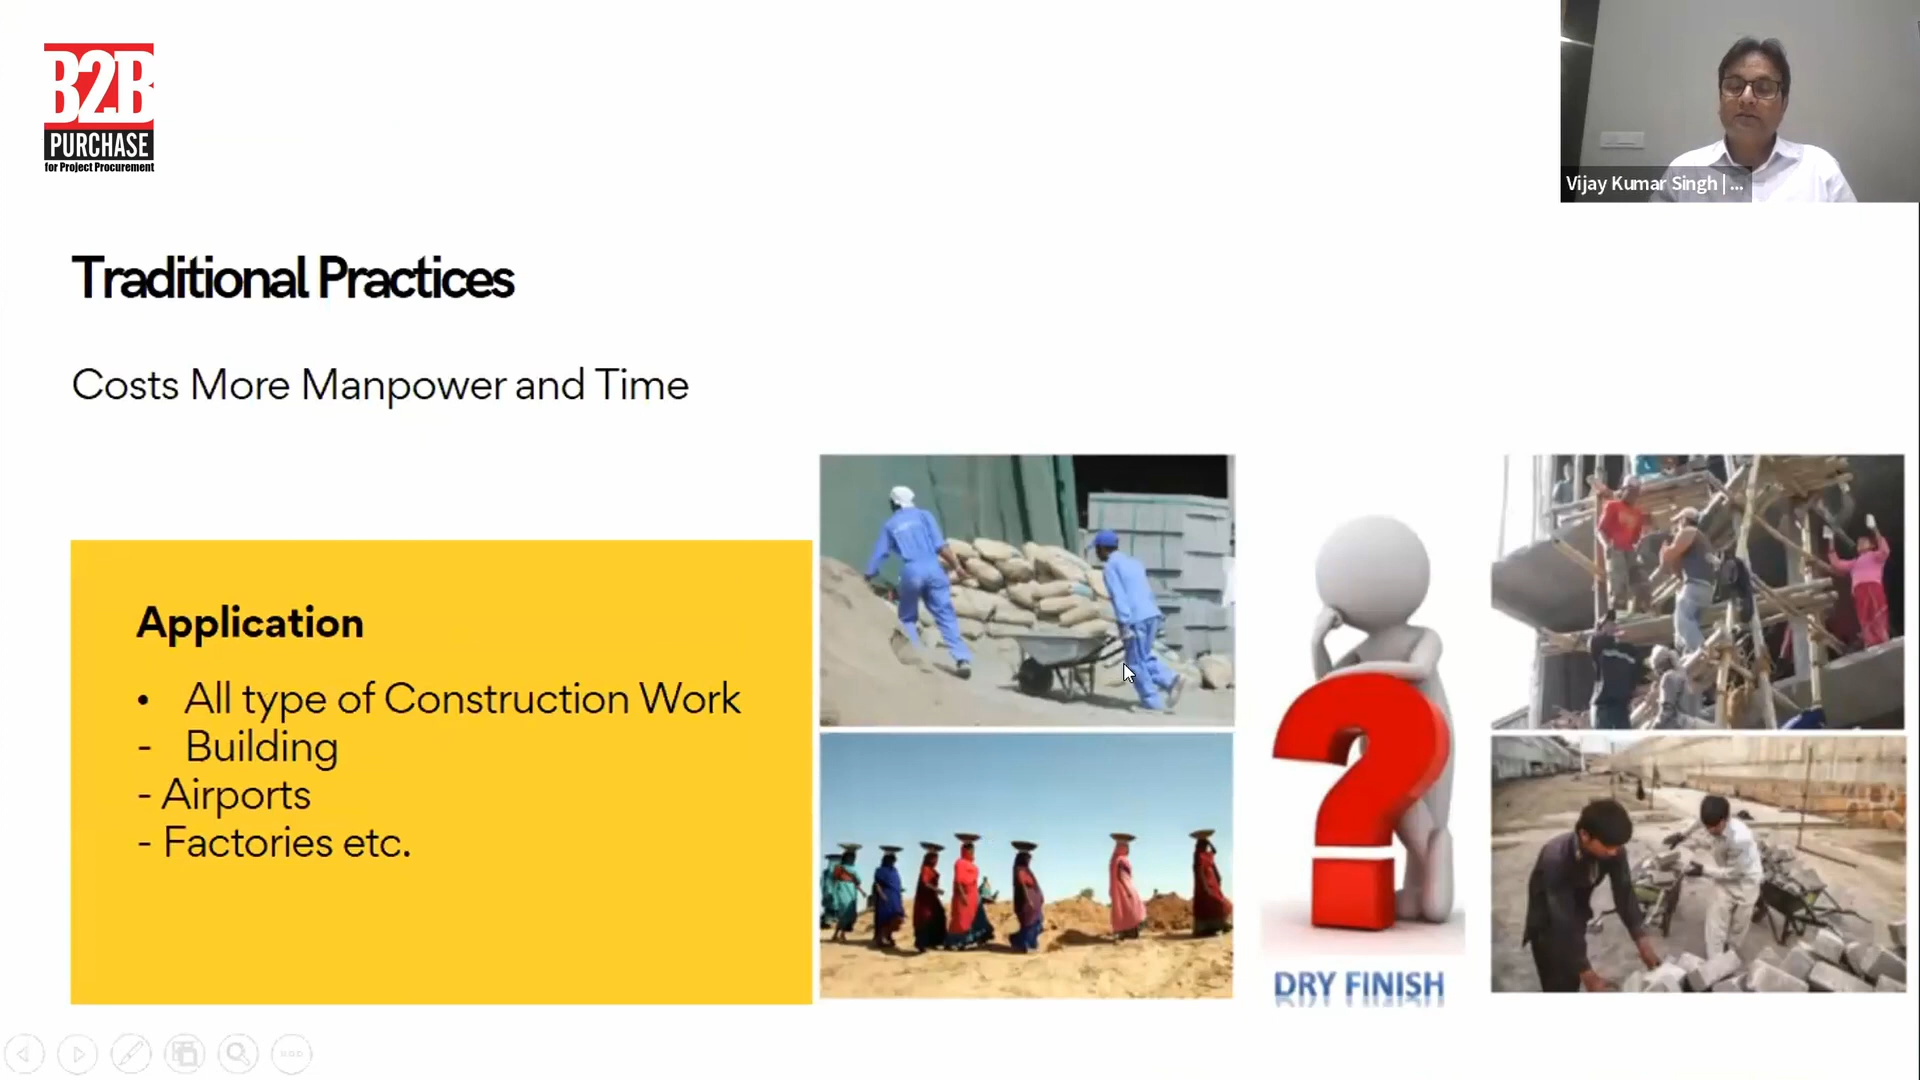 B2B
PURCHASE
for Project Procurement
Vijay Kumar Singh | ...
Traditional Practices
Costs More Manpower and Time
Application
• All type of Construction Work
- Building
- Airports
- Factories etc.
DRY FINISH